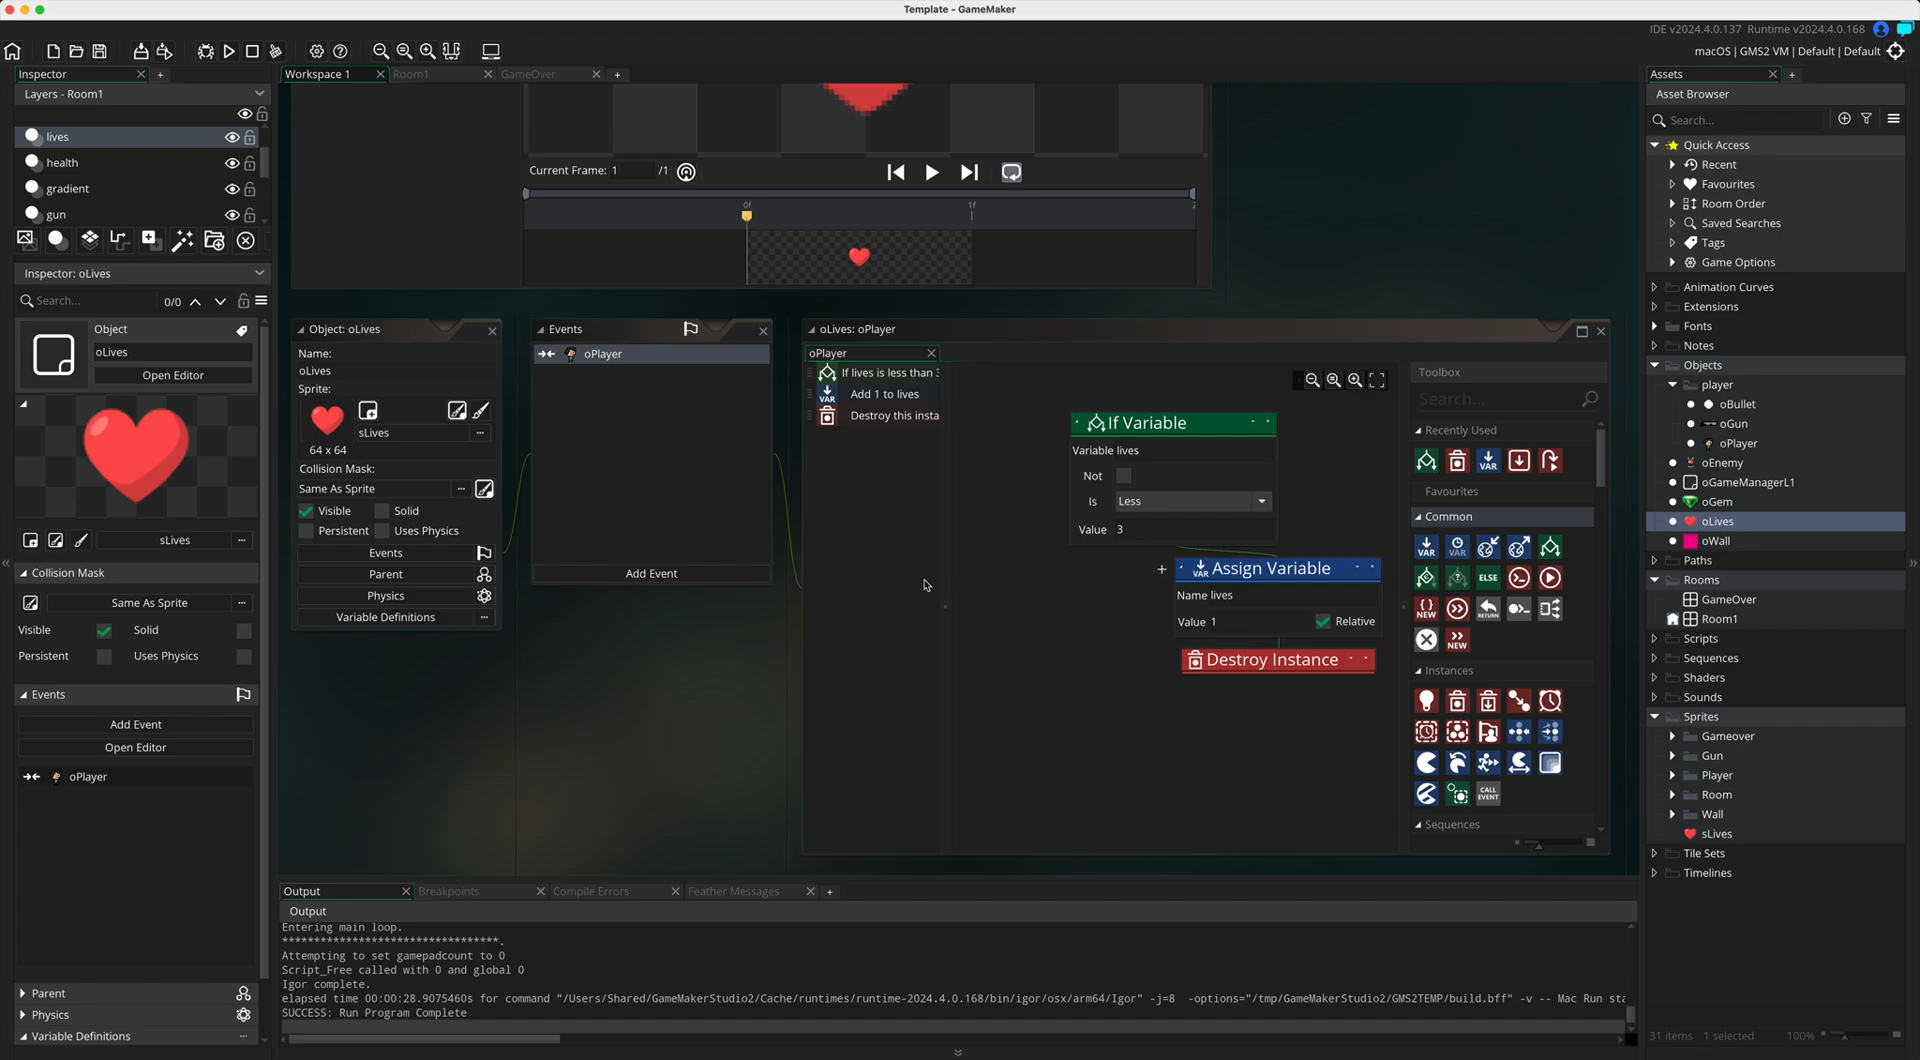 Template - GameMaker
IDE v2024.4.0.137 Runtime v2024.4.0.168
macOS | GMS2 VM | Default | Default
Inspector
Layers - Room1
lives
health
gradient
gun
Inspector: oLives
Search...
0/0
Object
oLives
Open Editor
sLives
Collision Mask
Same As Sprite
Visible
Solid
Persistent
Uses Physics
Events
Add Event
Open Editor
oPlayer
Parent
Physics
Variable Definitions
Workspace 1
Room1
GameOver
Current Frame: 1 /1
0f
1f
2
Object: oLives
Name:
oLives
Sprite:
sLives
64 x 64
Collision Mask:
Same As Sprite
Visible
Solid
Persistent
Uses Physics
Events
Parent
Physics
Variable Definitions
Events
oPlayer
Add Event
oLives: oPlayer
oPlayer
If lives is less than 3
Add 1 to lives
Destroy this insta
If Variable
Variable lives
Not
Is Less
Value 3
Assign Variable
Name lives
Value 1
Relative
Destroy Instance
Toolbox
Search...
Recently Used
VAR
Favourites
Common
VAR
VAR
ELSE
NEW
RETURN
NEW
Instances
CALL
EVENT
Sequences
Output
Breakpoints
Compile Errors
Feather Messages
Output
Entering main loop.
*********************************.
Attempting to set gamepadcount to 0
Script_Free called with 0 and global 0
Igor complete.
elapsed time 00:00:28.9075460s for command "/Users/Shared/GameMakerStudio2/Cache/runtimes/runtime-2024.4.0.168/bin/igor/osx/arm64/Igor" -j=8 -options="/tmp/GameMakerStudio2/GMS2TEMP/build.bff" -v -- Mac Run sta
SUCCESS: Run Program Complete
Assets
Asset Browser
Search...
Quick Access
Recent
Favourites
Room Order
Saved Searches
Tags
Game Options
Animation Curves
Extensions
Fonts
Notes
Objects
player
oBullet
oGun
oPlayer
oEnemy
oGameManagerL1
oGem
oLives
oWall
Paths
Rooms
GameOver
Room1
Scripts
Sequences
Shaders
Sounds
Sprites
Gameover
Gun
Player
Room
Wall
sLives
Tile Sets
Timelines
31 items 1 selected 100%